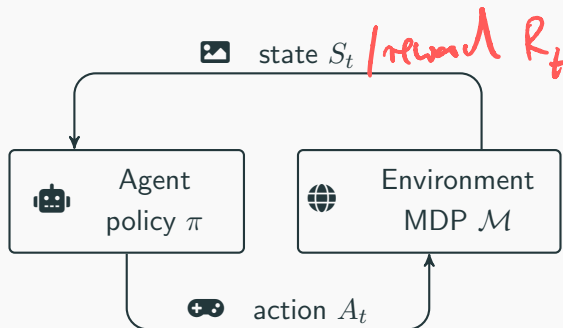 state S_t /reward R_t
Agent
policy π
Environment
MDP ℳ
action A_t